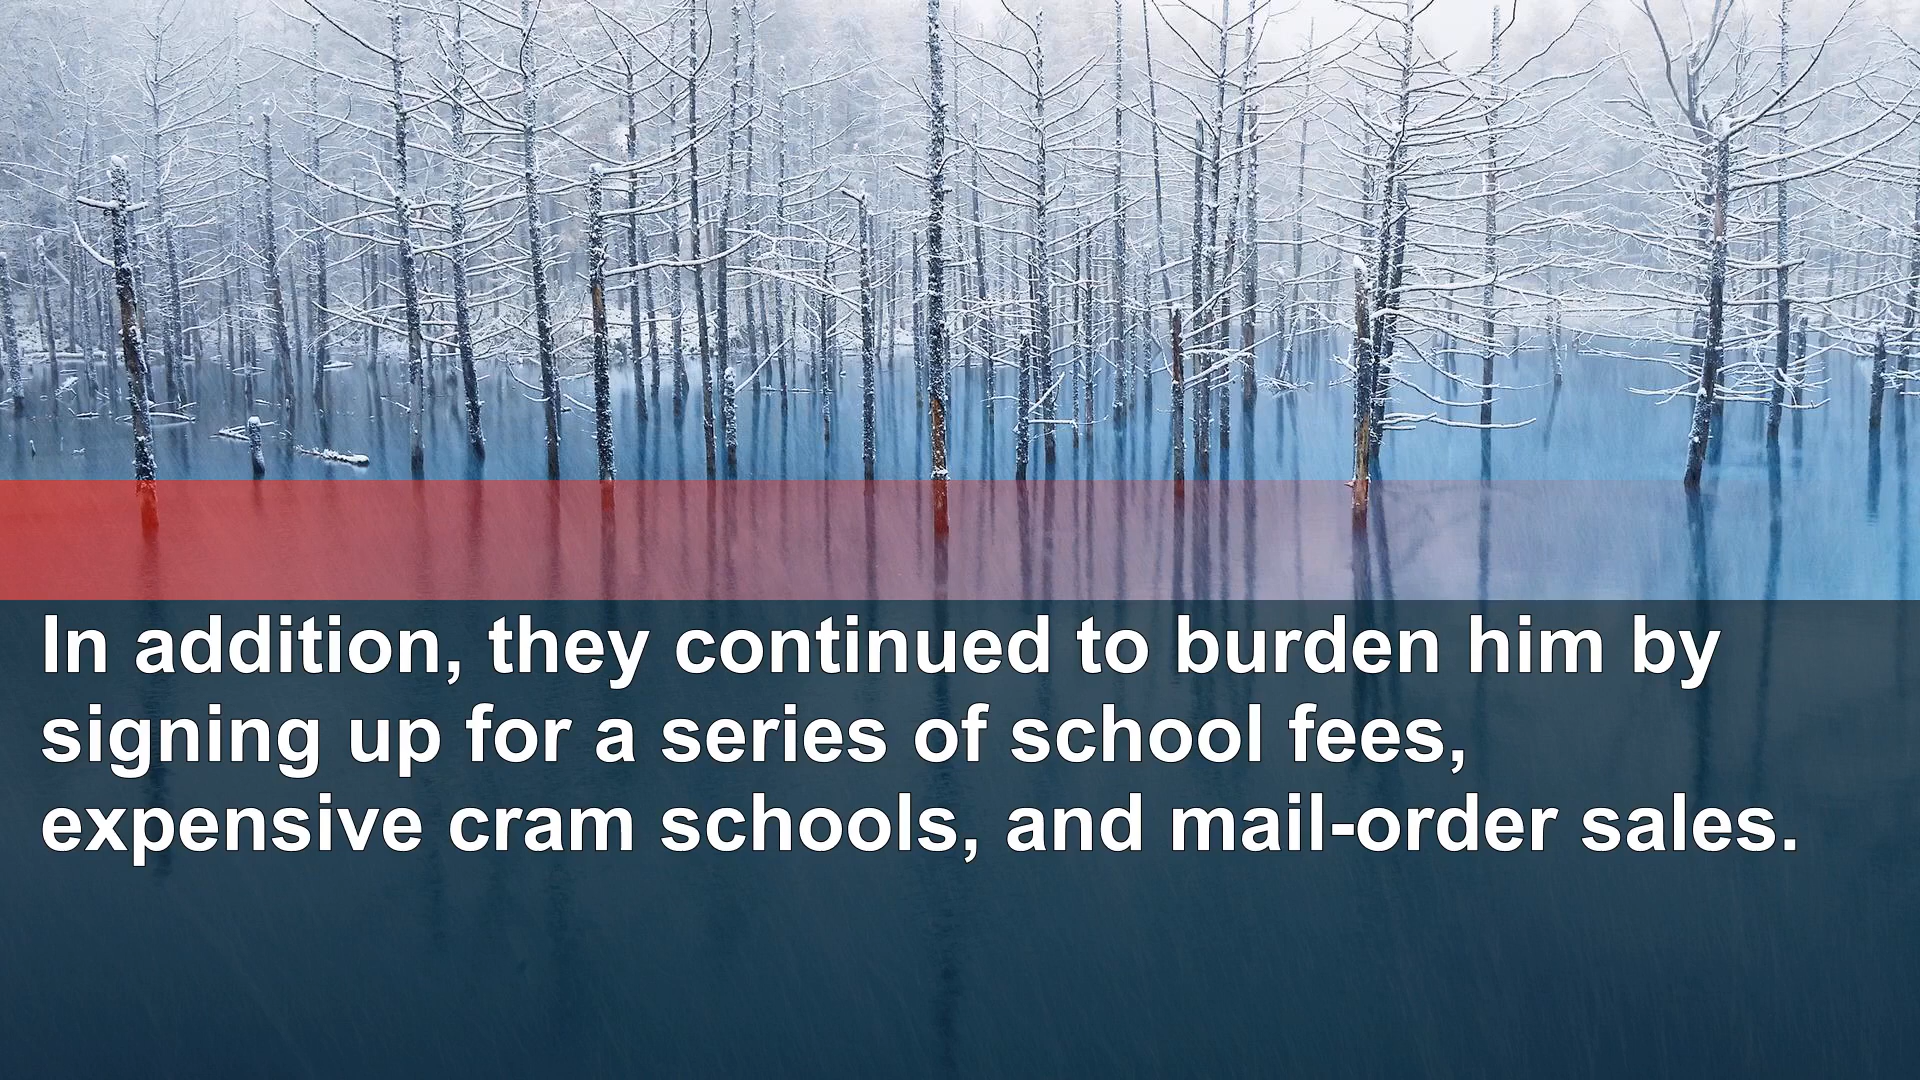 In addition, they continued to burden him by
signing up for a series of school fees,
expensive cram schools, and mail-order sales.